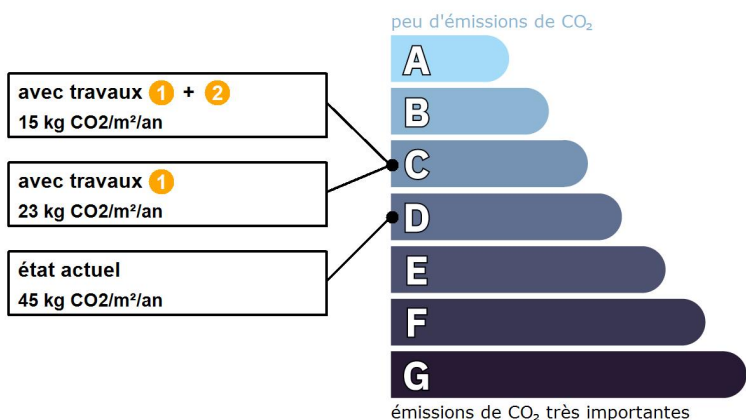 peu d'émissions de CO₂
A
avec travaux 1 + 2
15 kg CO2/m²/an
B
C
avec travaux 1
23 kg CO2/m²/an
D
état actuel
45 kg CO2/m²/an
E
F
G
émissions de CO₂ très importantes